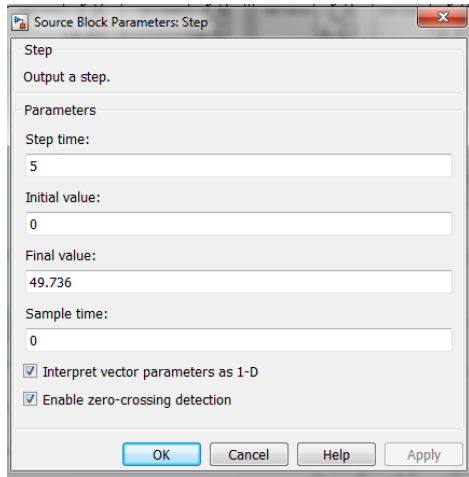 Source Block Parameters: Step
Step
Output a step.
Parameters
Step time:
5
Initial value:
0
Final value:
49.736
Sample time:
0
Interpret vector parameters as 1-D
Enable zero-crossing detection
OK Cancel Help Apply